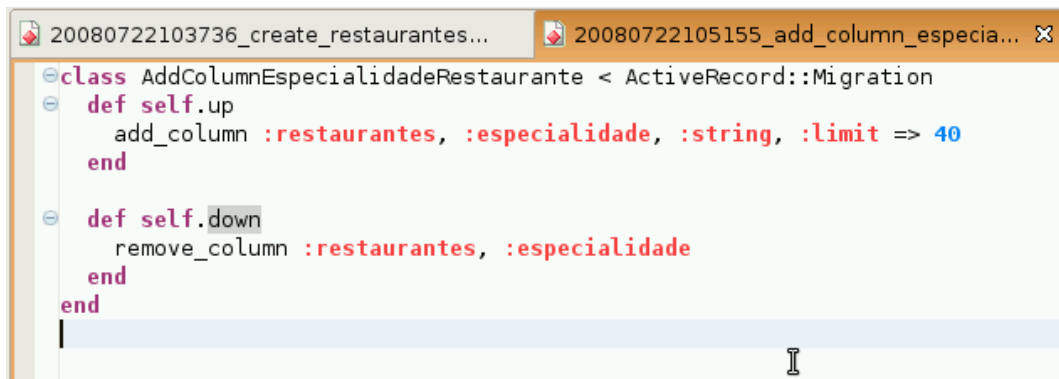 20080722103736_create_restaurantes...
20080722105155_add_column_especia...
class AddColumnEspecialidadeRestaurante < ActiveRecord::Migration
  def self.up
    add_column :restaurantes, :especialidade, :string, :limit => 40
  end

  def self.down
    remove_column :restaurantes, :especialidade
  end
end